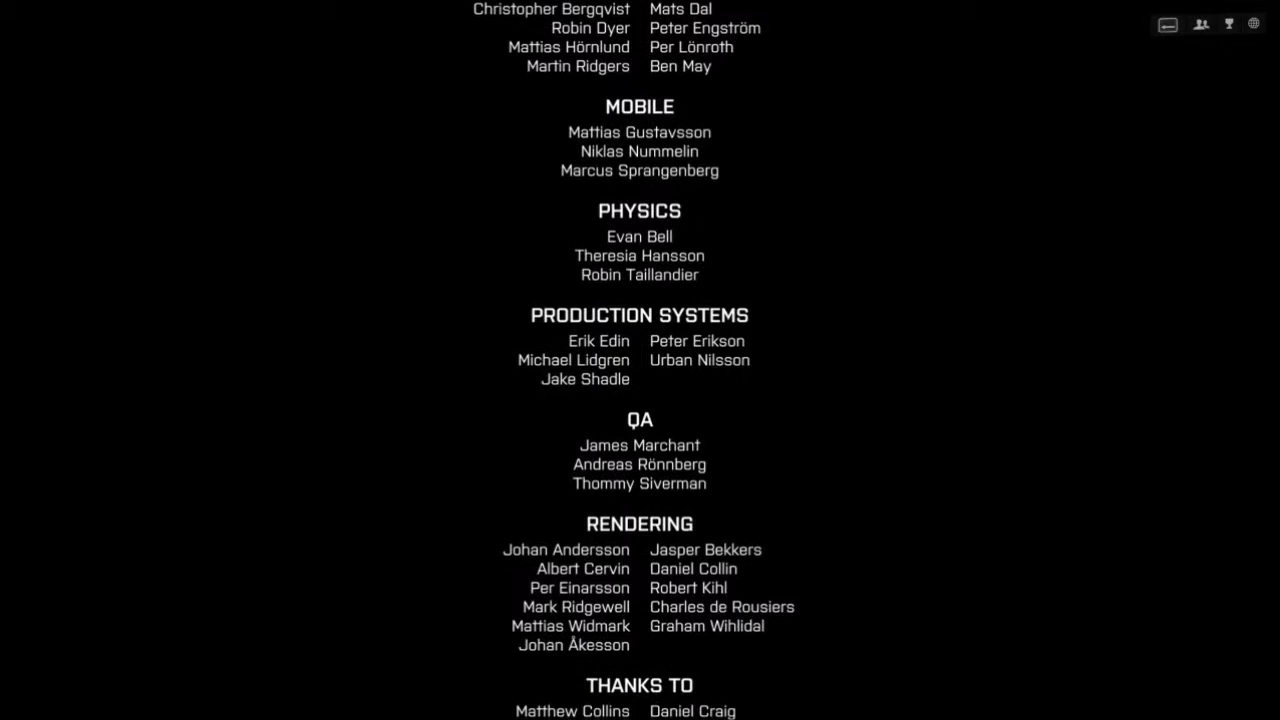 Christopher Bergqvist Mats Dal
Robin Dyer Peter Engström
Mattias Hörnlund Per Lönroth
Martin Ridgers Ben May
MOBILE
Mattias Gustavsson
Niklas Nummelin
Marcus Sprangenberg
PHYSICS
Evan Bell
Theresia Hansson
Robin Taillandier
PRODUCTION SYSTEMS
Erik Edin Peter Erikson
Michael Lidgren Urban Nilsson
Jake Shadle
QA
James Marchant
Andreas Rönnberg
Thommy Siverman
RENDERING
Johan Andersson Jasper Bekkers
Albert Cervin Daniel Collin
Per Einarsson Robert Kihl
Mark Ridgewell Charles de Rousiers
Mattias Widmark Graham Wihlidal
Johan Åkesson
THANKS TO
Matthew Collins Daniel Craig